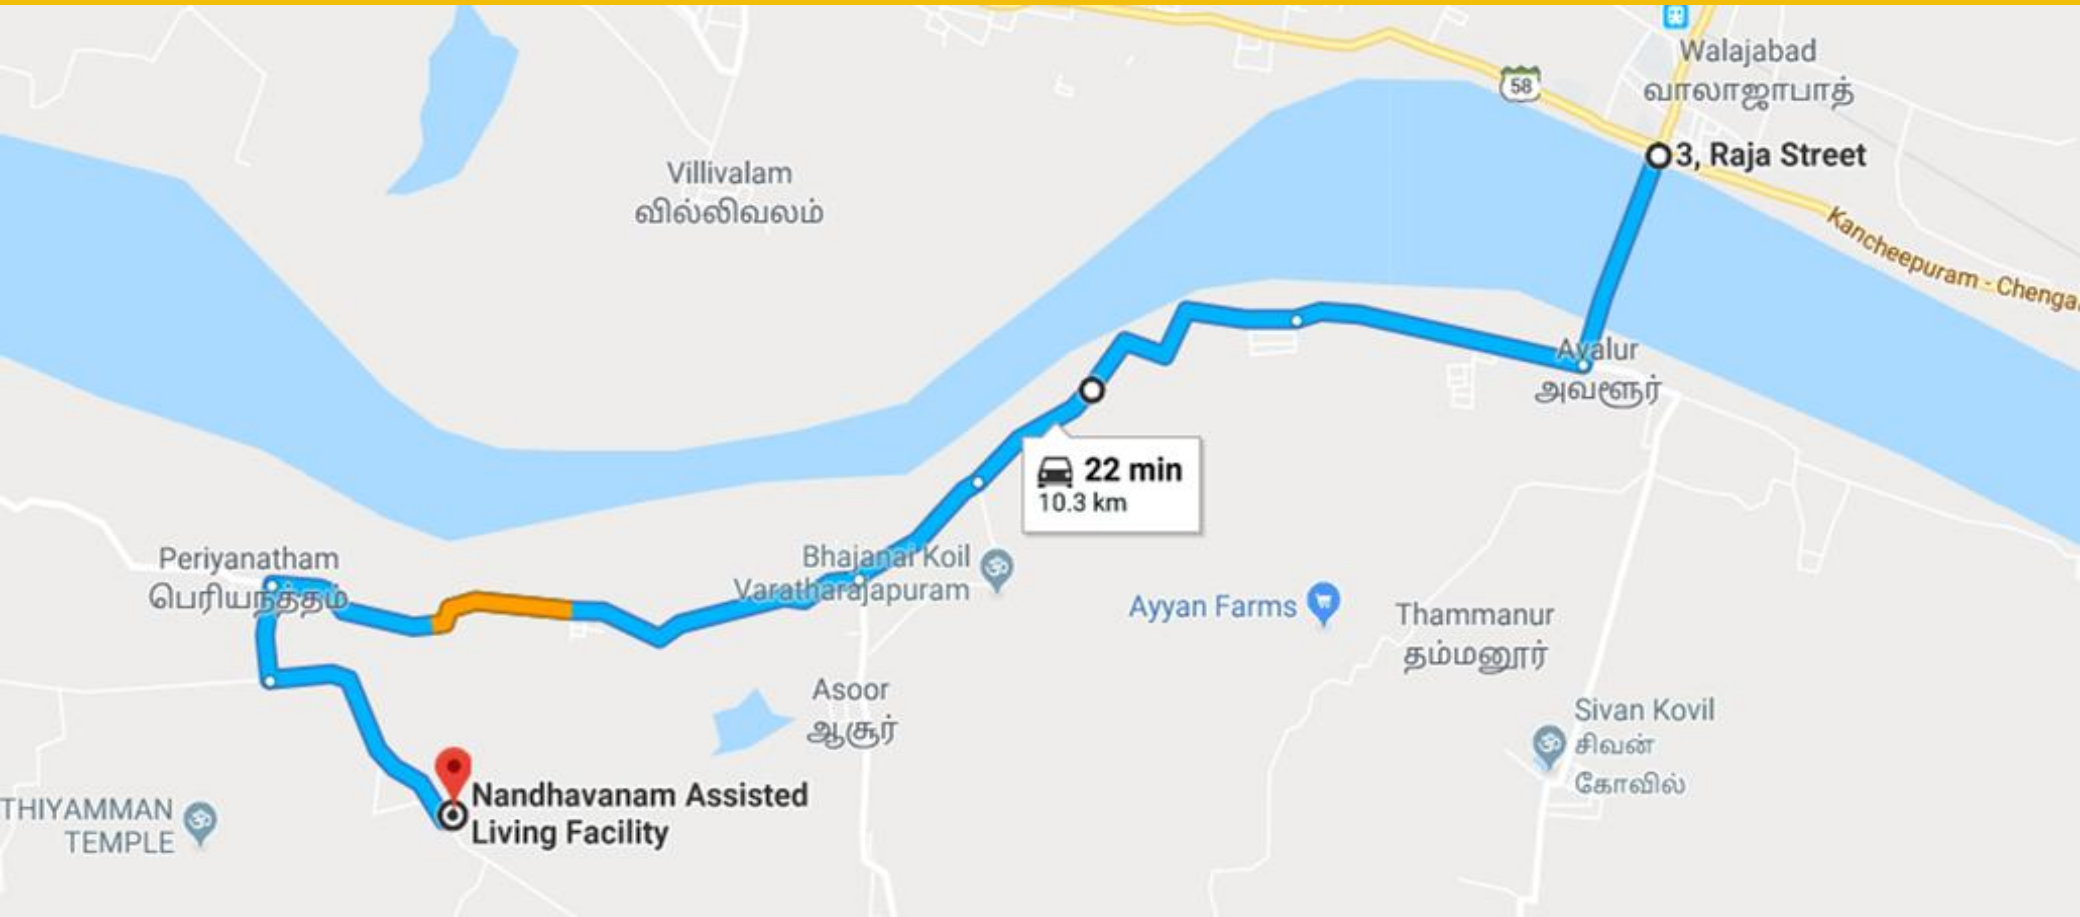 Walajabad
வாலாஜாபாத்
58
3, Raja Street
Villivalam
வில்லிவலம்
Kancheepuram - Chenga
Avalur
அவளூர்
22 min
10.3 km
Periyanatham
பெரியநத்தம்
Bhajanai Koil
Varatharajapuram
Ayyan Farms
Thammanur
தம்மனூர்
Asoor
ஆசூர்
Sivan Kovil
சிவன்
கோவில்
Nandhavanam Assisted
Living Facility
THIYAMMAN
TEMPLE